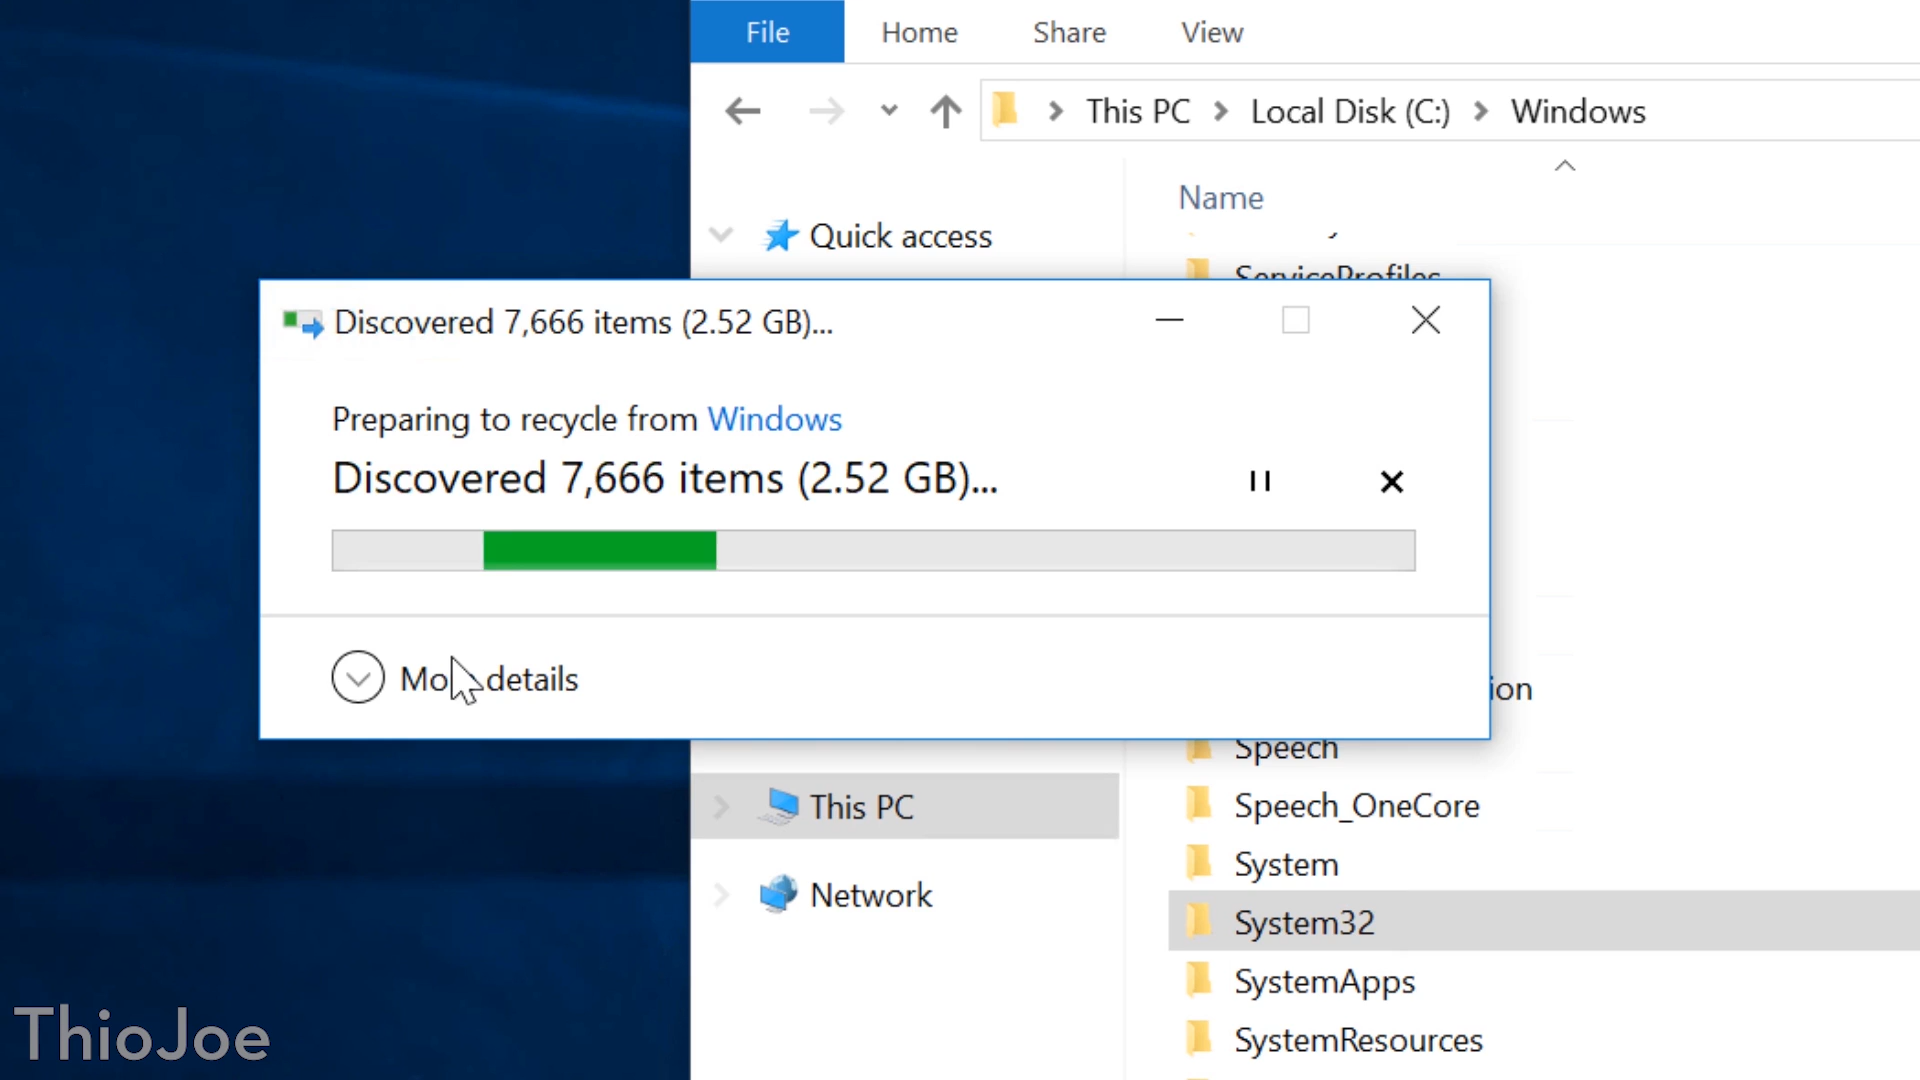 File Home Share View
This PC Local Disk (C:) Windows
Name
Quick access
ServiceProfiles
Discovered 7,666 items (2.52 GB)...
Preparing to recycle from Windows
Discovered 7,666 items (2.52 GB)...
details
Speech
This PC
Speech_OneCore
System
Network
System32
SystemApps
SystemResources
ThioJoe